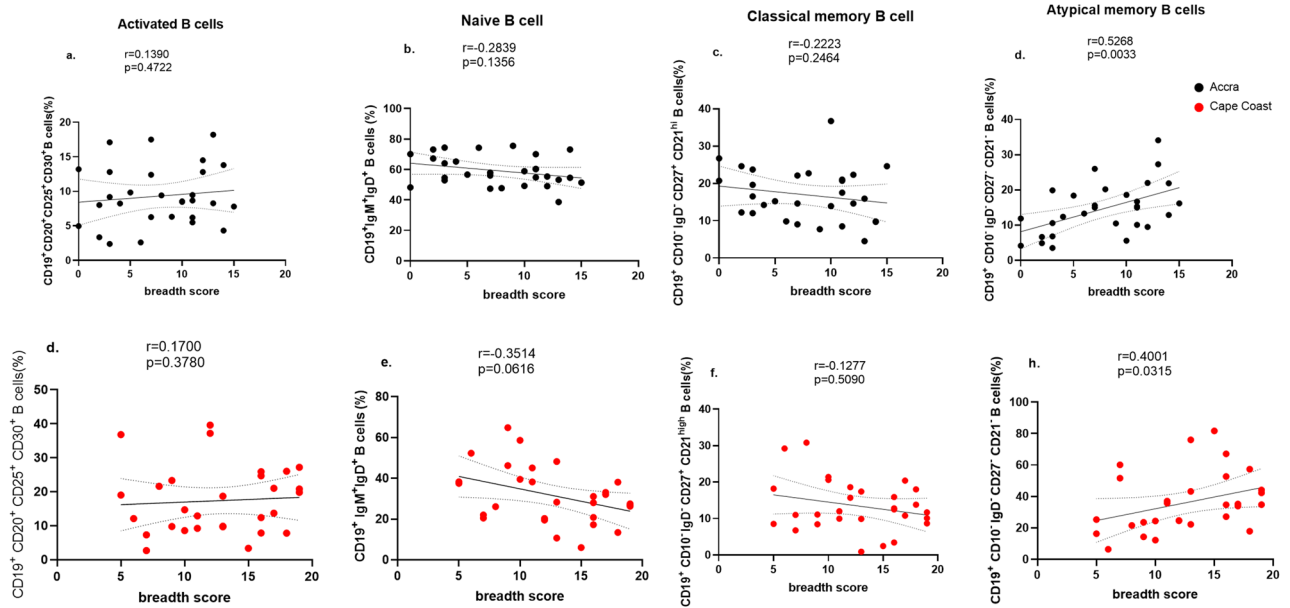 Activated B cells
a.
r=0.1390
p=0.4722
CD19⁺ CD20⁺ CD25⁺ CD30⁺ B cells(%)
20
15
10
5
0
0 5 10 15 20
breadth score
Naive B cell
b.
r=-0.2839
p=0.1356
CD19⁺IgM⁺IgD⁺ B cells (%)
100
80
60
40
20
0
0 5 10 15 20
breadth score
Classical memory B cell
c.
r=-0.2223
p=0.2464
CD19⁺ CD10⁻ IgD⁻ CD27⁺ CD21ʰⁱ B cells(%)
40
30
20
10
0
0 5 10 15 20
breadth score
Atypical memory B cells
d.
r=0.5268
p=0.0033
Accra
Cape Coast
CD19⁺ CD10⁻ IgD⁻ CD27⁻ CD21⁻ B cells(%)
40
30
20
10
0
0 5 10 15 20
breadth score
d.
r=0.1700
p=0.3780
CD19⁺ CD20⁺ CD25⁺ CD30⁺ B cells(%)
50
40
30
20
10
0
0 5 10 15 20
breadth score
e.
r=-0.3514
p=0.0616
CD19⁺ IgM⁺IgD⁺ B cells (%)
80
60
40
20
0
0 5 10 15 20
breadth score
f.
r=-0.1277
p=0.5090
CD19⁺ CD10⁻IgD⁻ CD27⁺ CD21ʰⁱᵍʰ B cells(%)
40
30
20
10
0
0 5 10 15 20
breadth score
h.
r=0.4001
p=0.0315
CD19⁺ CD10⁻ IgD⁻ CD27⁻ CD21⁻ B cells(%)
100
80
60
40
20
0
0 5 10 15 20
breadth score